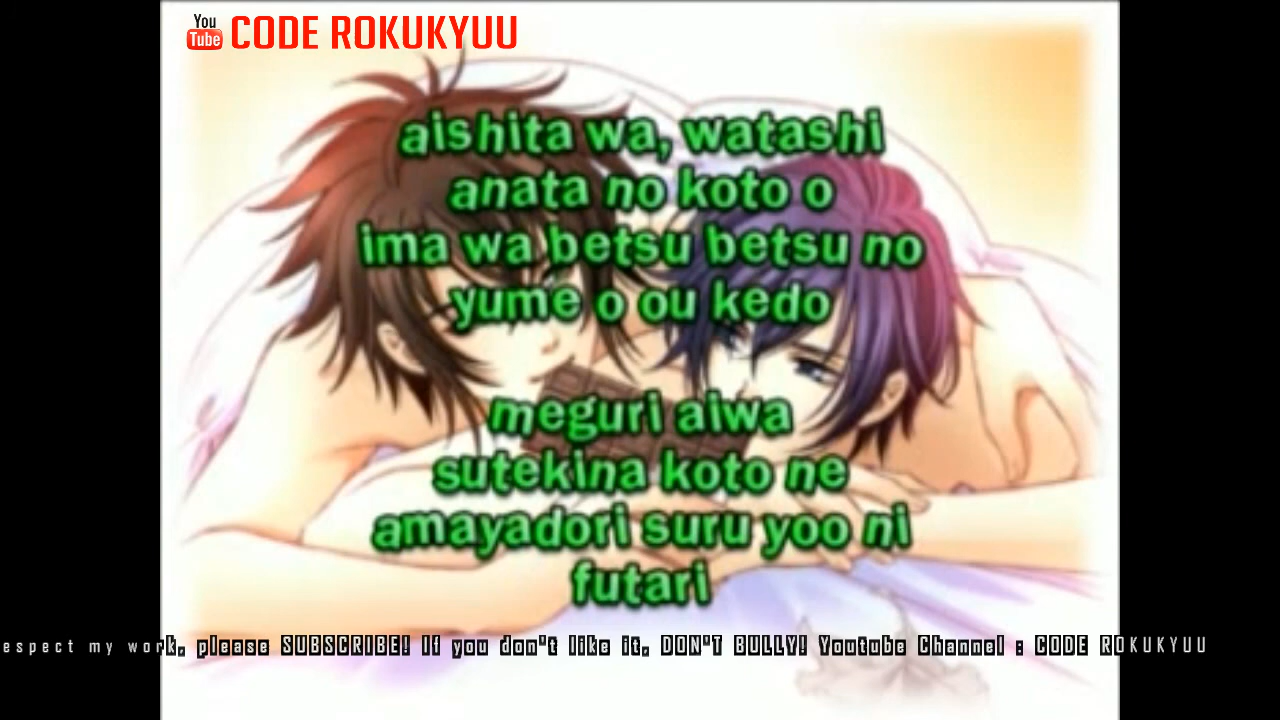 You
Tube CODE ROKUKYUU
aishita wa, watashi
anata no koto o
ima wa betsu betsu no
yume o ou kedo
meguri aiwa
sutekina koto ne
amayadori suru yoo ni
futari
espect my work, please SUBSCRIBE! If you don't like it, DON'T BULLY! Youtube Channel : CODE ROKUKYUU